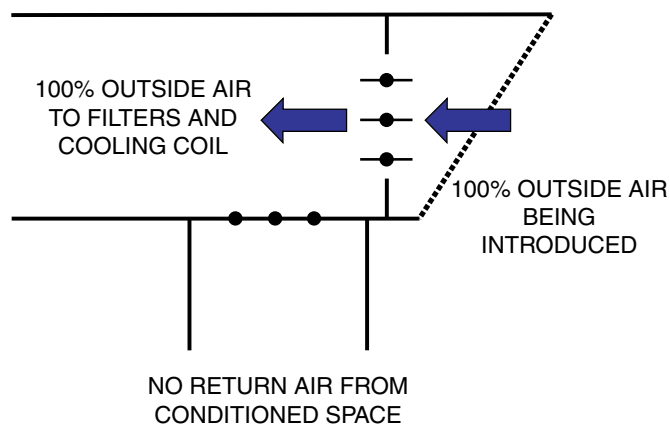 100% OUTSIDE AIR
TO FILTERS AND
COOLING COIL
100% OUTSIDE AIR
BEING
INTRODUCED
NO RETURN AIR FROM
CONDITIONED SPACE